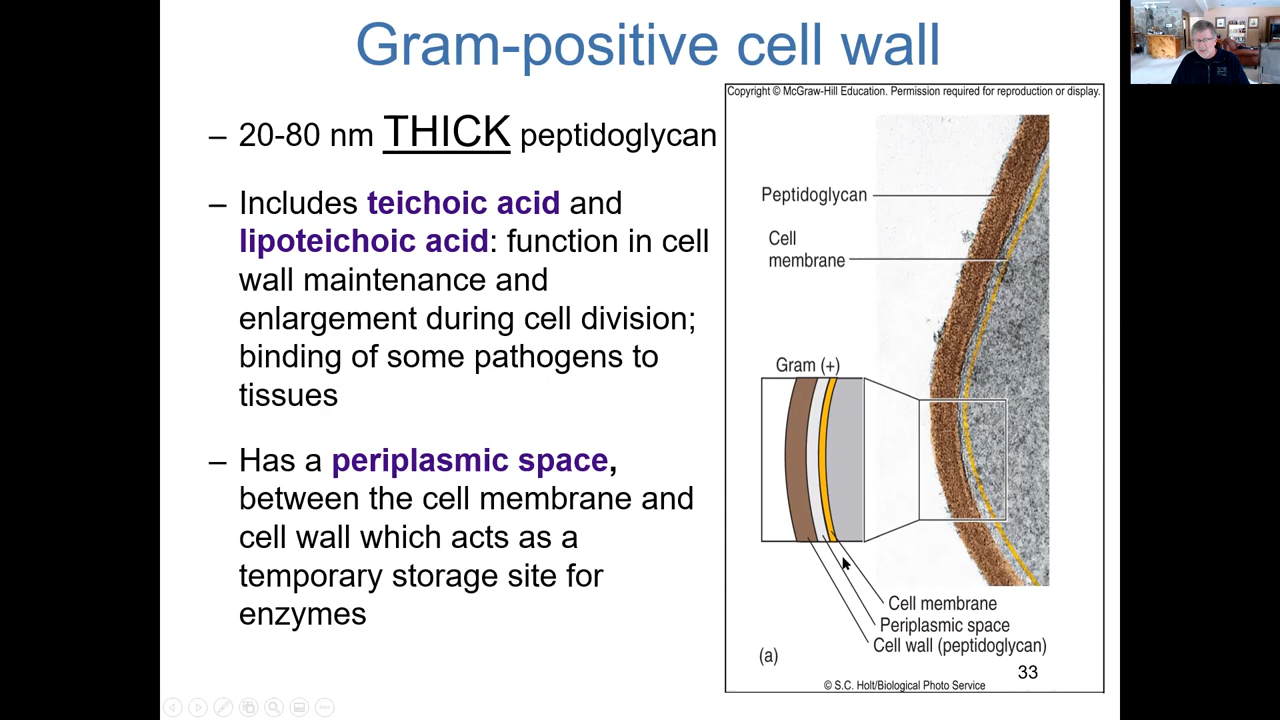 Gram-positive cell wall
– 20-80 nm THICK peptidoglycan
– Includes teichoic acid and
lipoteichoic acid: function in cell
wall maintenance and
enlargement during cell division;
binding of some pathogens to
tissues
– Has a periplasmic space,
between the cell membrane and
cell wall which acts as a
temporary storage site for
enzymes
Copyright © McGraw-Hill Education. Permission required for reproduction or display.
Peptidoglycan
Cell
membrane
Gram (+)
Cell membrane
Periplasmic space
Cell wall (peptidoglycan)
(a)
33
© S.C. Holt/Biological Photo Service